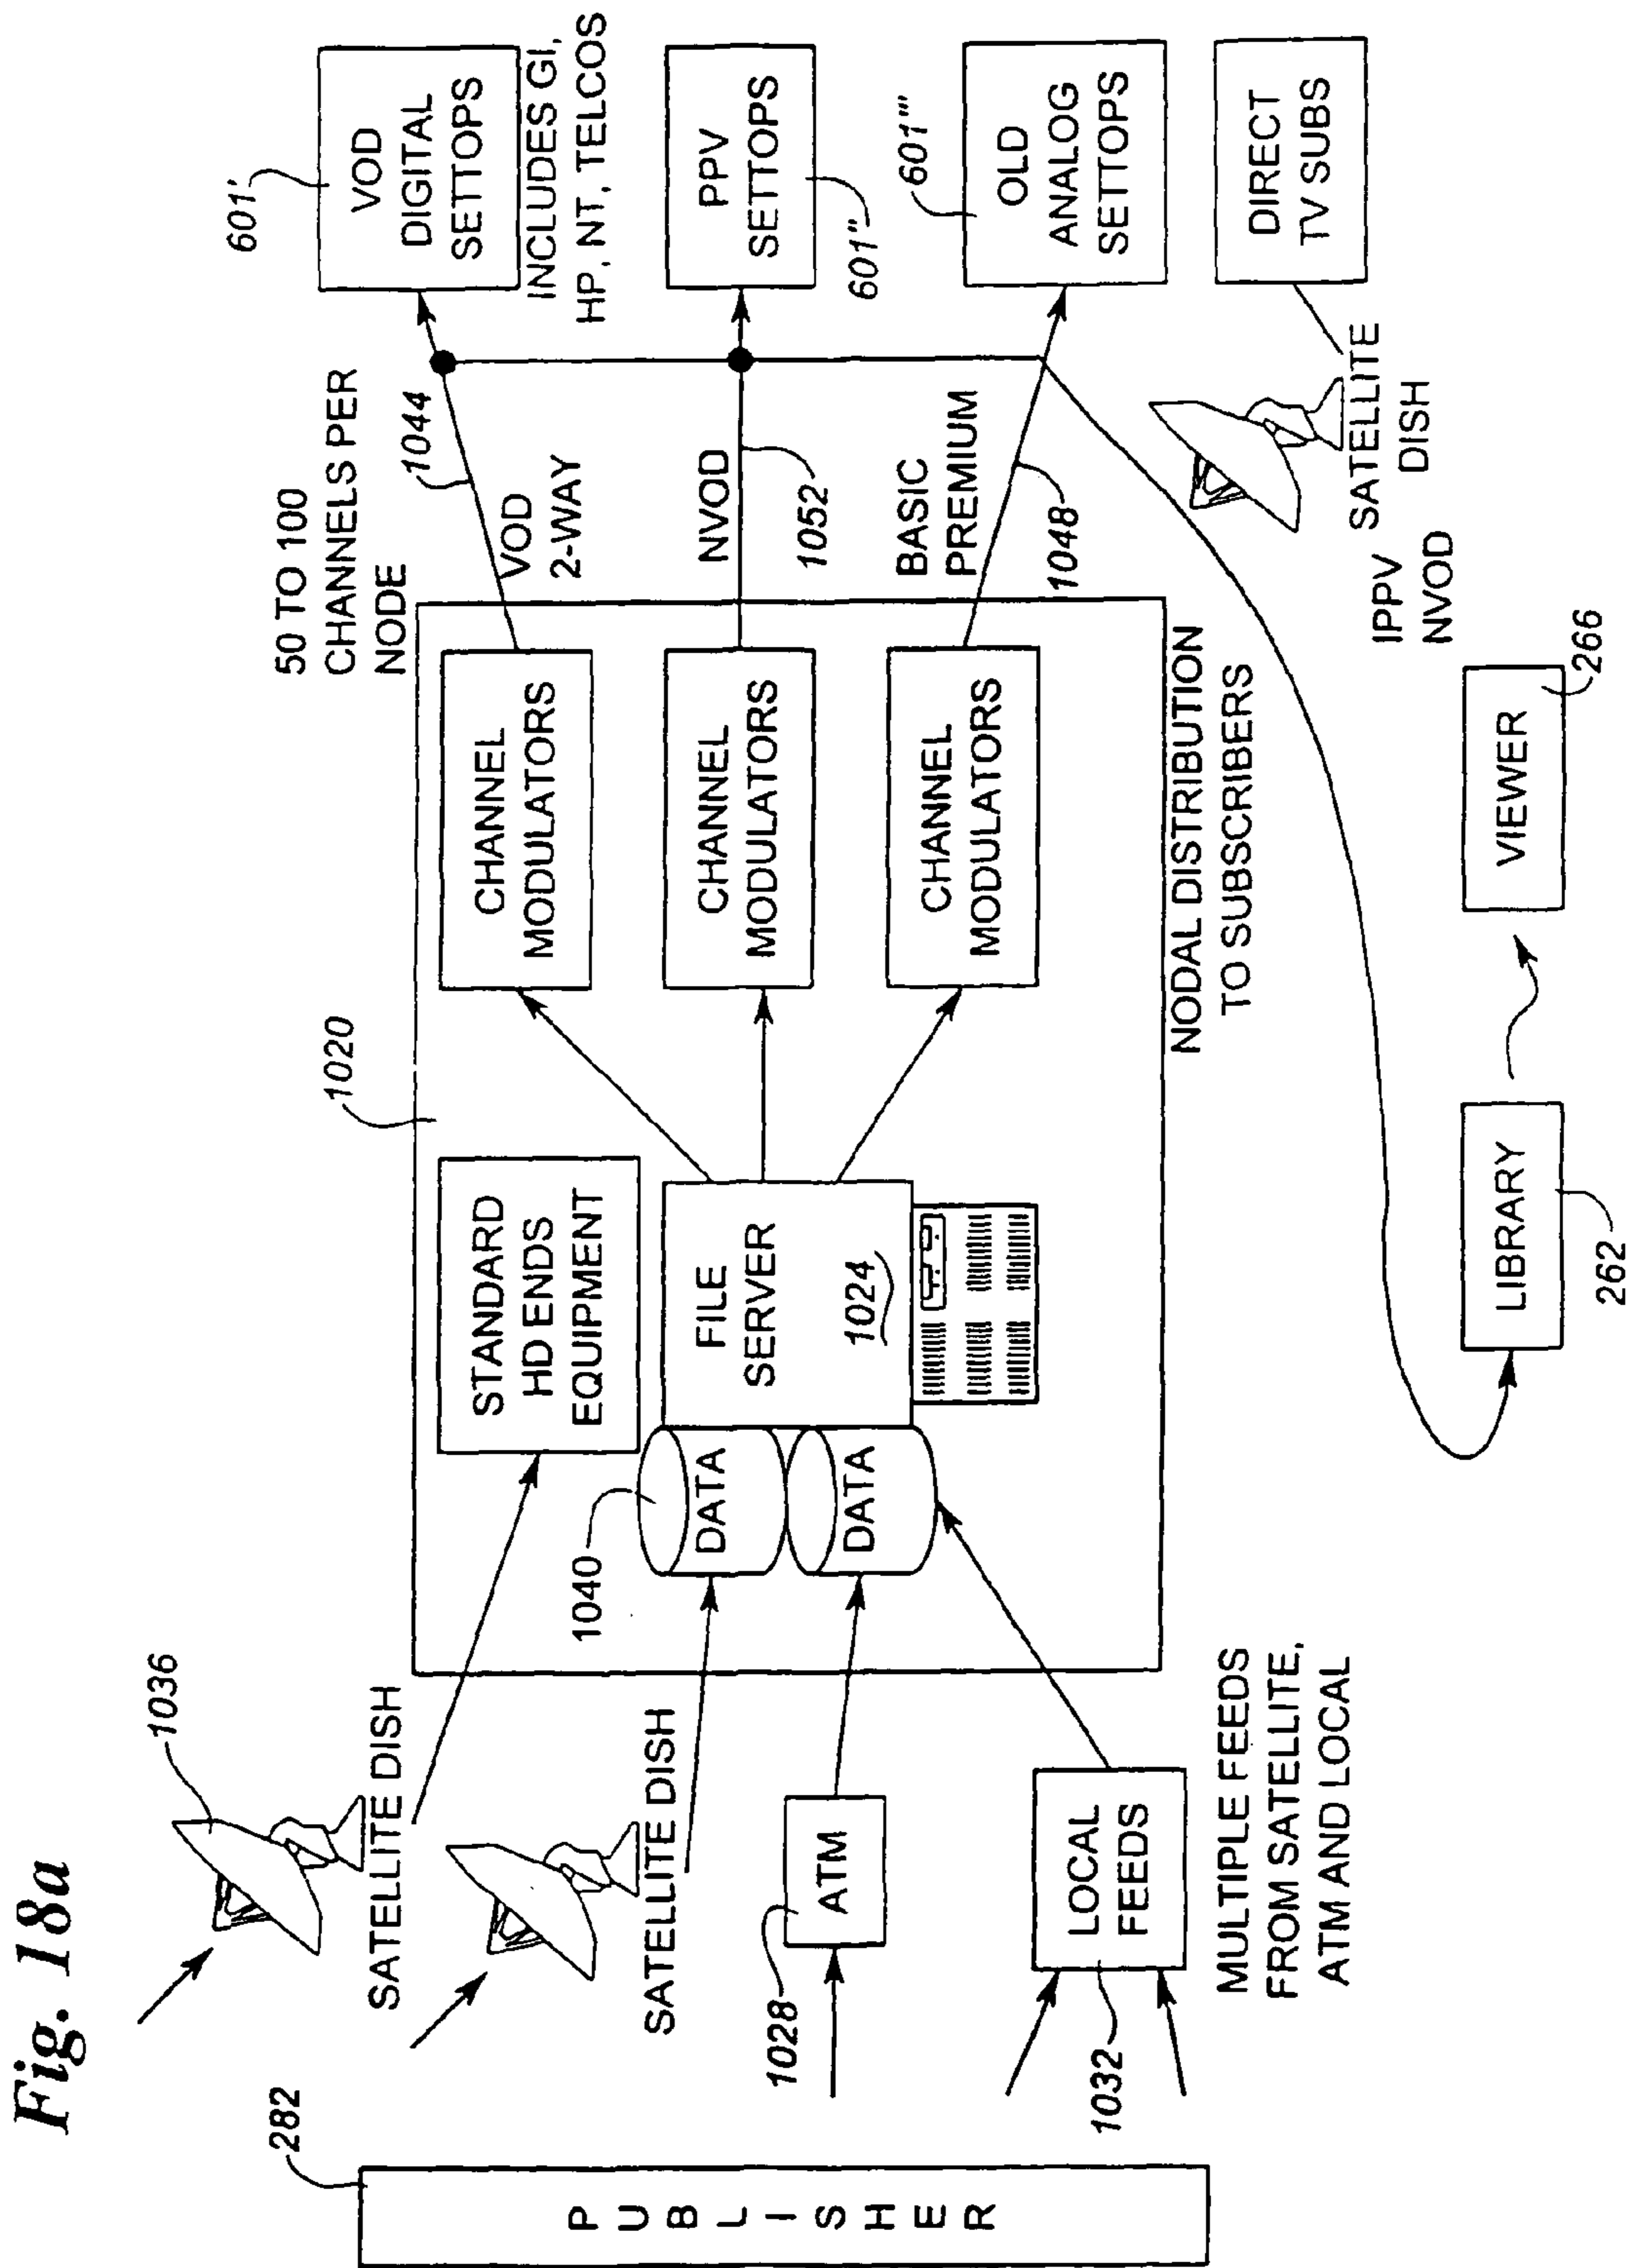 Fig. 18a
282
PUBLISHER
1036
SATELLITE DISH
SATELLITE DISH
1028
ATM
1032
LOCAL
FEEDS
MULTIPLE FEEDS
FROM SATELLITE,
ATM AND LOCAL
1020
STANDARD
HD ENDS
EQUIPMENT
1040
DATA
DATA
FILE
SERVER
1024
CHANNEL
MODULATORS
CHANNEL
MODULATORS
CHANNEL
MODULATORS
NODAL DISTRIBUTION
TO SUBSCRIBERS
50 TO 100
CHANNELS PER
NODE
1044
VOD
2-WAY
NVOD
1052
BASIC
PREMIUM
1048
601'
VOD
DIGITAL
SETTOPS
INCLUDES GI,
HP, NT, TELCOS
PPV
SETTOPS
601''
601'''
OLD
ANALOG
SETTOPS
DIRECT
TV SUBS
SATELLITE
DISH
IPPV
NVOD
LIBRARY
262
VIEWER
266